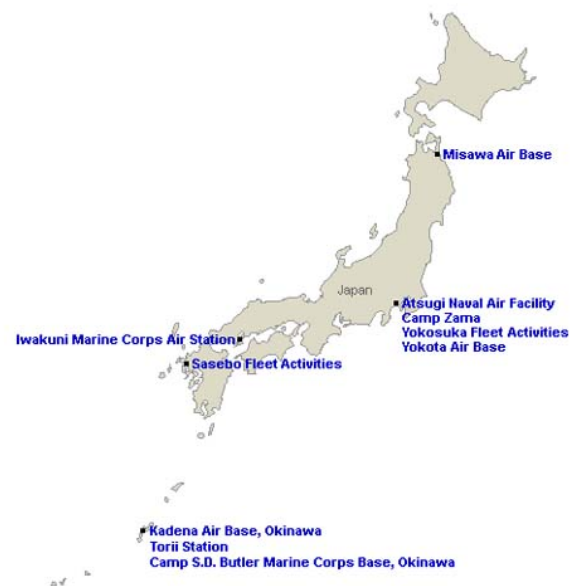 Misawa Air Base
Japan
Atsugi Naval Air Facility
Camp Zama
Yokosuka Fleet Activities
Yokota Air Base
Iwakuni Marine Corps Air Station
Sasebo Fleet Activities
Kadena Air Base, Okinawa
Torii Station
Camp S.D. Butler Marine Corps Base, Okinawa